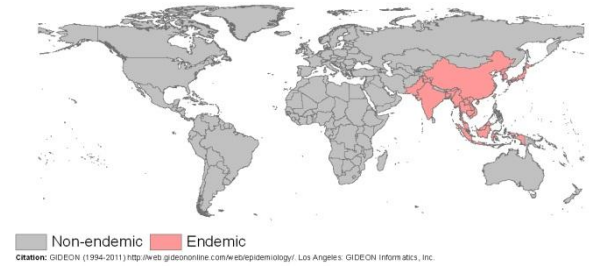 Non-endemic Endemic
Citation: GIDEON (1994-2011) http://web.gideononline.com/web/epidemiology/. Los Angeles: GIDEON Informatics, Inc.